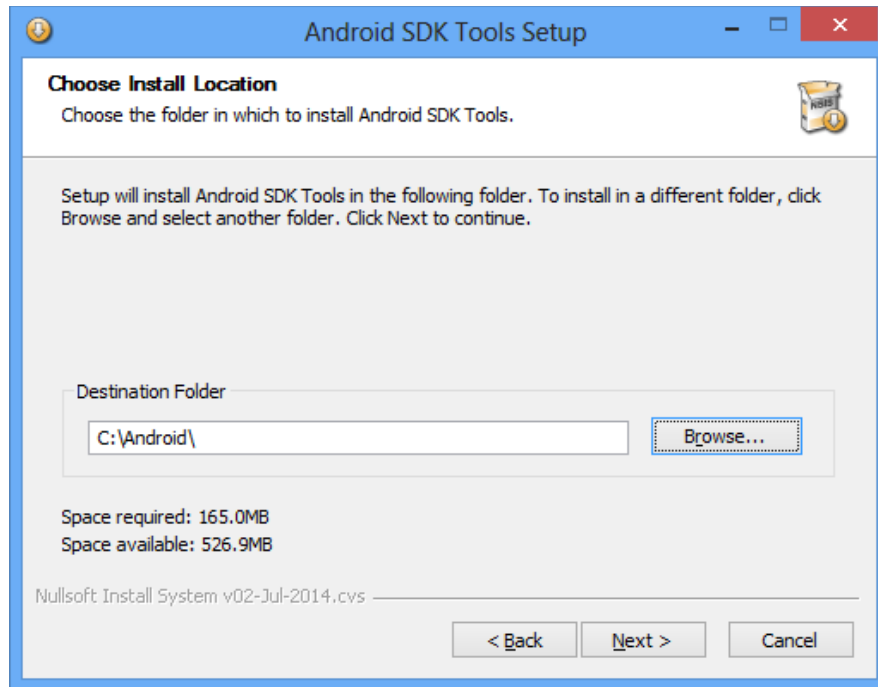 Android SDK Tools Setup
Choose Install Location
Choose the folder in which to install Android SDK Tools.
NSIS
Setup will install Android SDK Tools in the following folder. To install in a different folder, click
Browse and select another folder. Click Next to continue.
Destination Folder
C:\Android\
Browse...
Space required: 165.0MB
Space available: 526.9MB
Nullsoft Install System v02-Jul-2014.cvs
< Back
Next >
Cancel